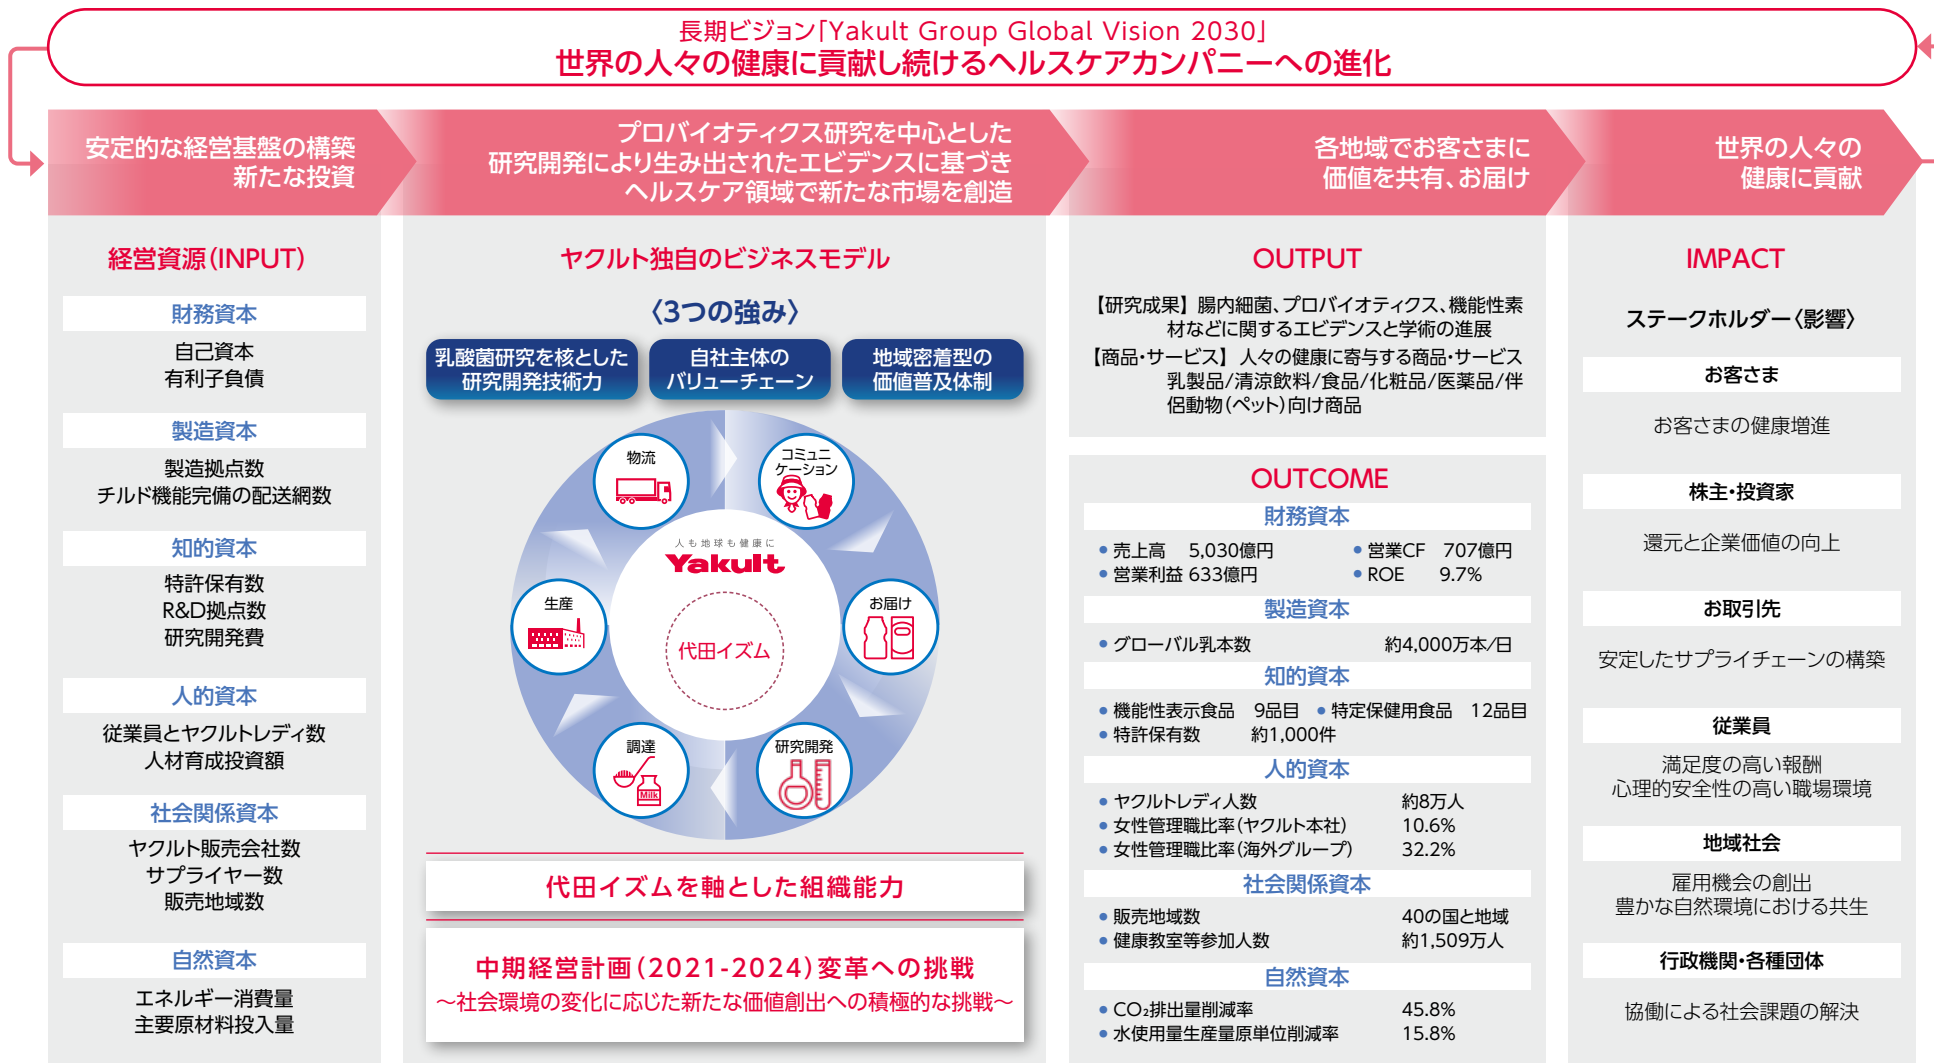 長期ビジョン「Yakult Group Global Vision 2030」
世界の人々の健康に貢献し続けるヘルスケアカンパニーへの進化
安定的な経営基盤の構築
新たな投資
プロバイオティクス研究を中心とした
研究開発により生み出されたエビデンスに基づき
ヘルスケア領域で新たな市場を創造
各地域でお客さまに
価値を共有、お届け
世界の人々の
健康に貢献
経営資源(INPUT)
財務資本
自己資本
有利子負債
製造資本
製造拠点数
チルド機能完備の配送網数
知的資本
特許保有数
R&D拠点数
研究開発費
人的資本
従業員とヤクルトレディ数
人材育成投資額
社会関係資本
ヤクルト販売会社数
サプライヤー数
販売地域数
自然資本
エネルギー消費量
主要原材料投入量
ヤクルト独自のビジネスモデル
〈3つの強み〉
乳酸菌研究を核とした
研究開発技術力
自社主体の
バリューチェーン
地域密着型の
価値普及体制
物流
コミュニ
ケーション
人も地球も健康に
Yakult
生産
お届け
代田イズム
調達
Milk
研究開発
代田イズムを軸とした組織能力
中期経営計画(2021-2024)変革への挑戦
～社会環境の変化に応じた新たな価値創出への積極的な挑戦～
OUTPUT
【研究成果】腸内細菌、プロバイオティクス、機能性素
材などに関するエビデンスと学術の進展
【商品・サービス】人々の健康に寄与する商品・サービス
乳製品/清涼飲料/食品/化粧品/医薬品/伴
侶動物(ペット)向け商品
OUTCOME
財務資本
• 売上高 5,030億円 • 営業CF 707億円
• 営業利益 633億円 • ROE 9.7%
製造資本
• グローバル乳本数 約4,000万本/日
知的資本
• 機能性表示食品 9品目 • 特定保健用食品 12品目
• 特許保有数 約1,000件
人的資本
• ヤクルトレディ人数 約8万人
• 女性管理職比率(ヤクルト本社) 10.6%
• 女性管理職比率(海外グループ) 32.2%
社会関係資本
• 販売地域数 40の国と地域
• 健康教室等参加人数 約1,509万人
自然資本
• CO₂排出量削減率 45.8%
• 水使用量生産量原単位削減率 15.8%
IMPACT
ステークホルダー〈影響〉
お客さま
お客さまの健康増進
株主・投資家
還元と企業価値の向上
お取引先
安定したサプライチェーンの構築
従業員
満足度の高い報酬
心理的安全性の高い職場環境
地域社会
雇用機会の創出
豊かな自然環境における共生
行政機関・各種団体
協働による社会課題の解決